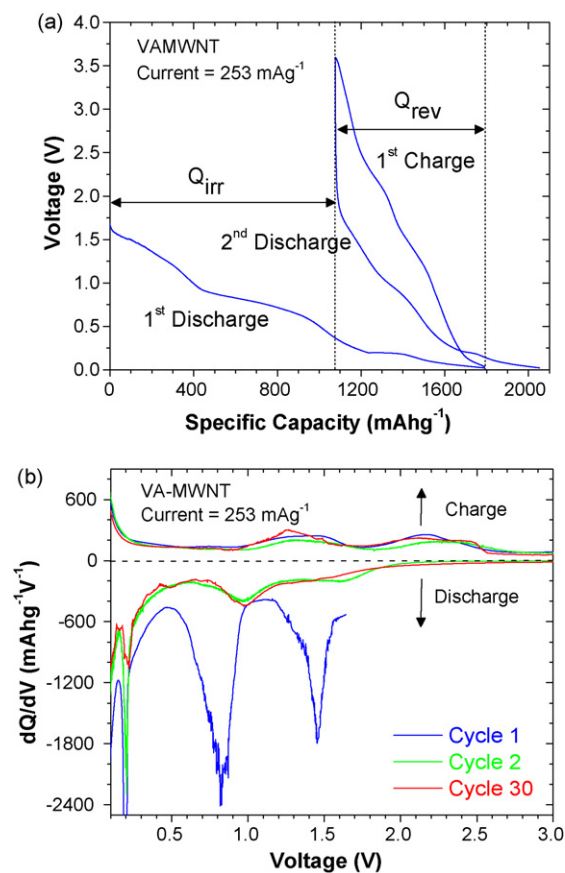 (a)
VAMWNT
Current = 253 mAg⁻¹
Q_rev
1ˢᵗ Charge
Q_irr
2ⁿᵈ Discharge
1ˢᵗ Discharge
Voltage (V)
4.0
3.5
3.0
2.5
2.0
1.5
1.0
0.5
0.0
0 400 800 1200 1600 2000
Specific Capacity (mAhg⁻¹)
(b)
VA-MWNT
Current = 253 mAg⁻¹
Charge
Discharge
dQ/dV (mAhg⁻¹V⁻¹)
600
0
-600
-1200
-1800
-2400
Cycle 1
Cycle 2
Cycle 30
0.5 1.0 1.5 2.0 2.5 3.0
Voltage (V)